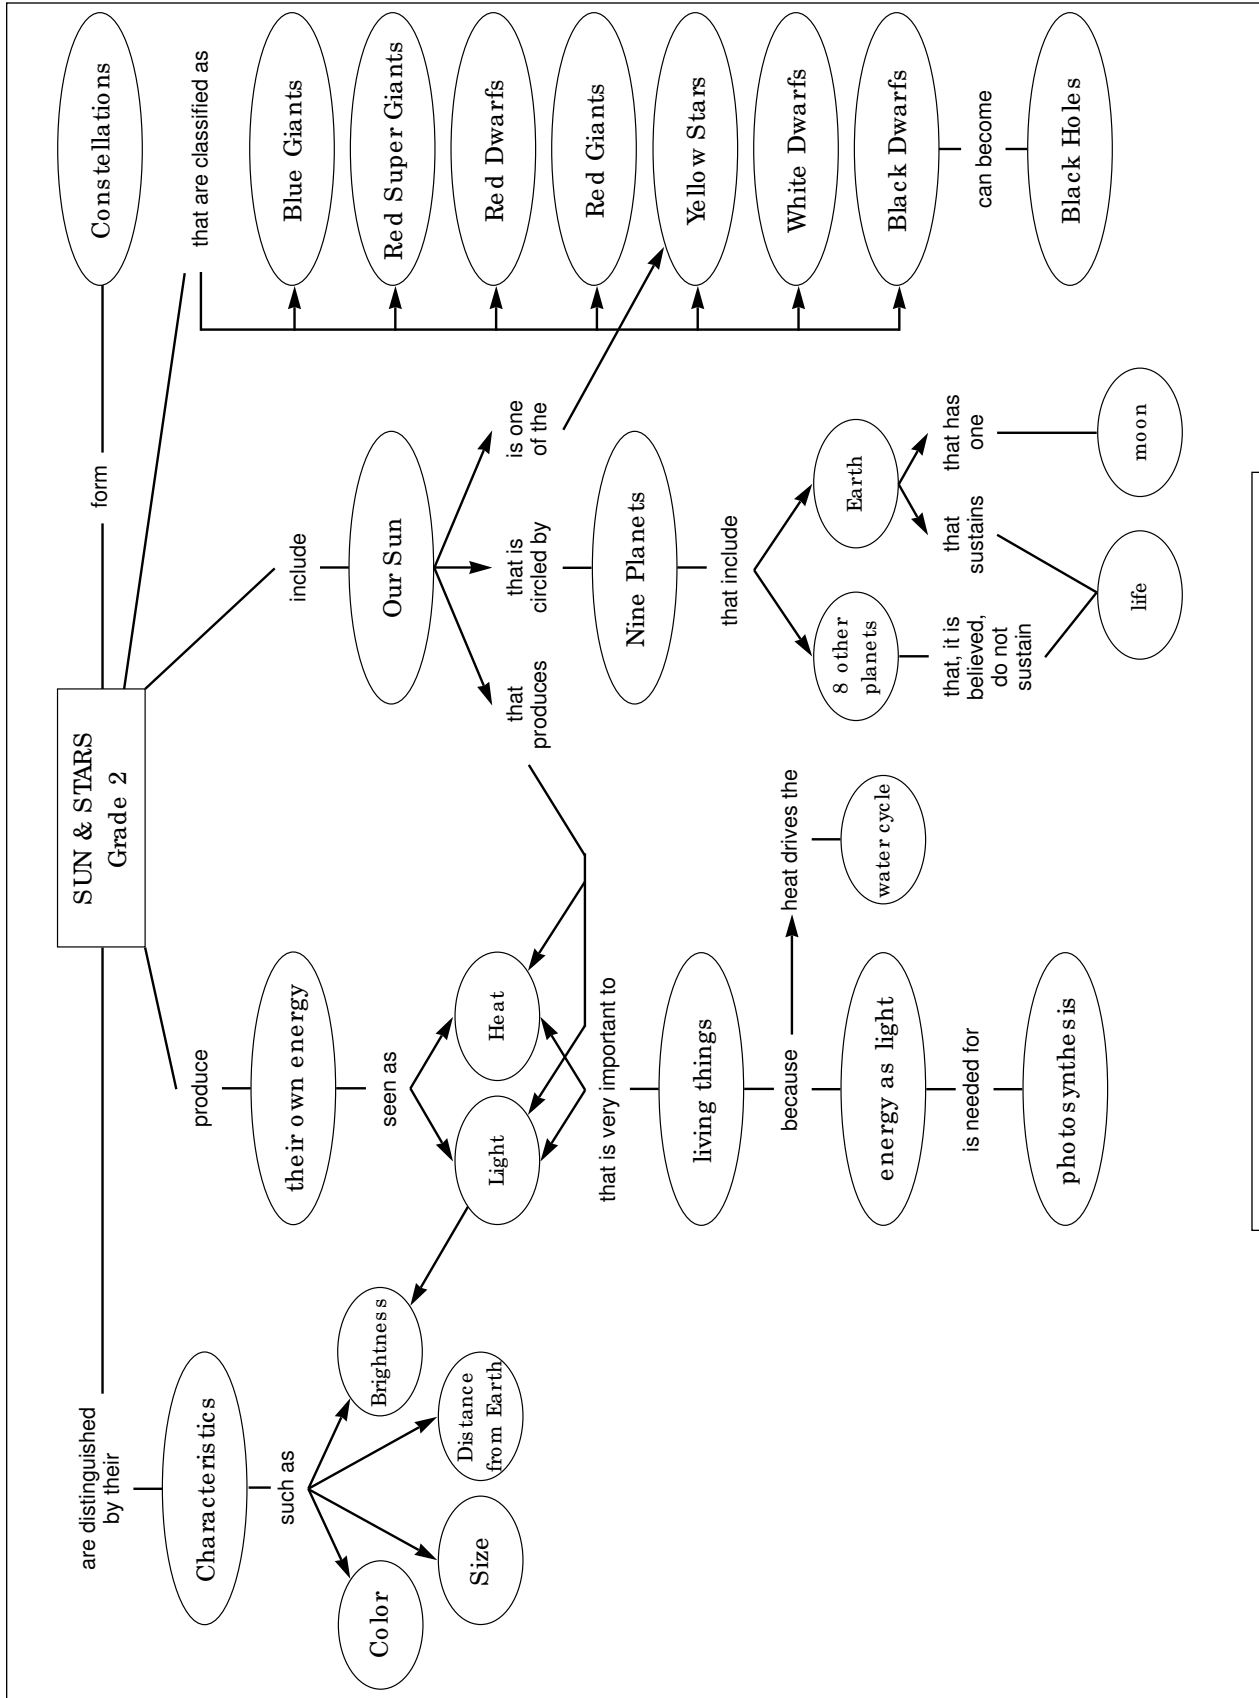 SUN & STARS
Grade 2
are distinguished
by their
Characteristics
such as
Color
Size
Distance
from Earth
Brightness
produce
their own energy
seen as
Light
Heat
that is very important to
living things
because
heat drives the
water cycle
energy as light
is needed for
photosynthesis
include
Our Sun
that
produces
that is
circled by
is one
of the
Nine Planets
that include
8 other
planets
Earth
that, it is
believed,
do not
sustain
that
sustains
that has
one
life
moon
form
Constellations
that are classified as
Blue Giants
Red Super Giants
Red Dwarfs
Red Giants
Yellow Stars
White Dwarfs
Black Dwarfs
can become
Black Holes